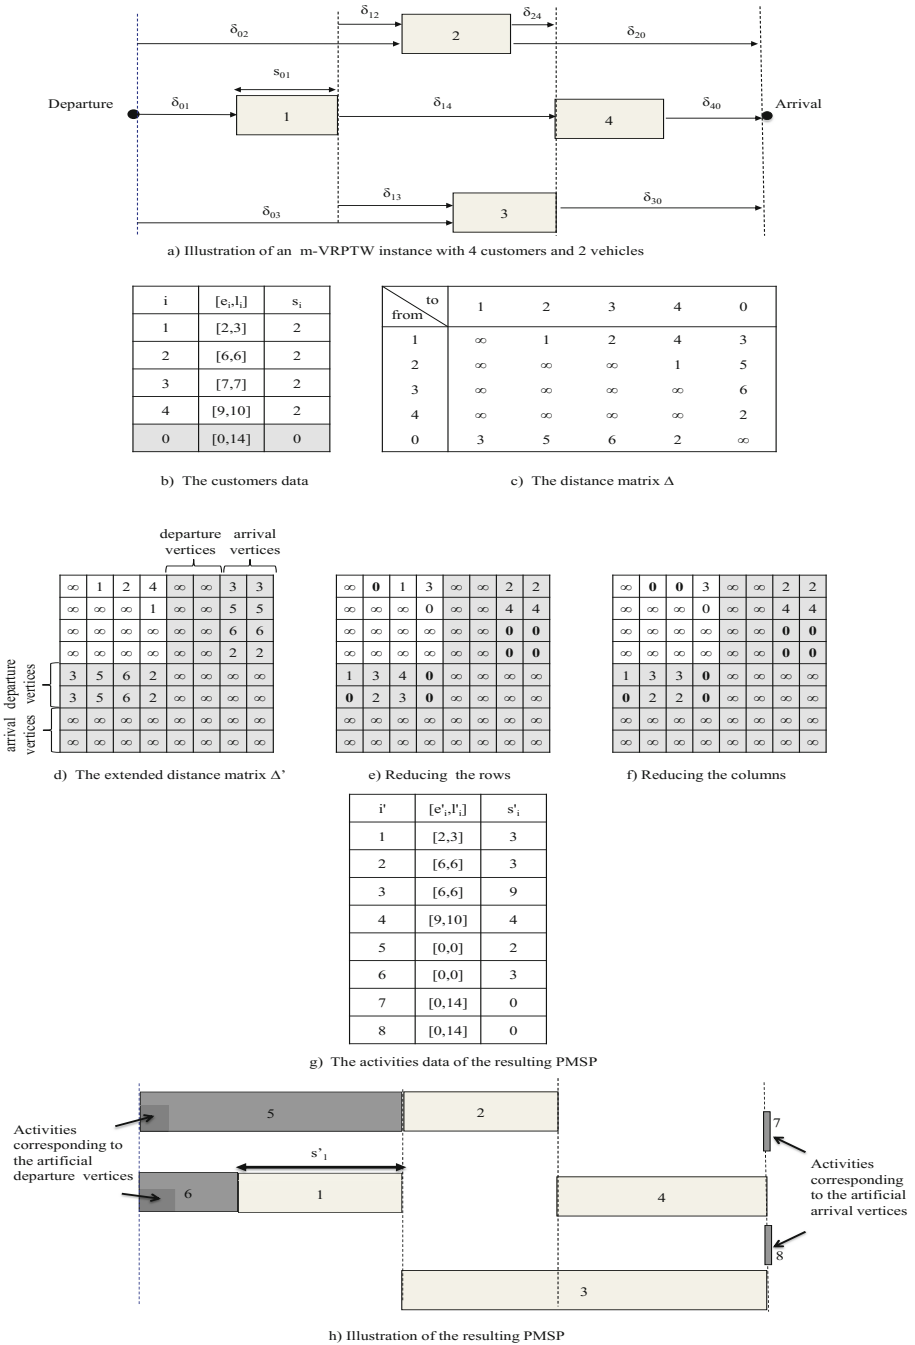 δ12 δ24
δ02 2 δ20
s01
Departure δ01 1 δ14 4 δ40 Arrival
δ13 δ30
δ03 3
a) Illustration of an m-VRPTW instance with 4 customers and 2 vehicles
i [ei,li] si
1 [2,3] 2
2 [6,6] 2
3 [7,7] 2
4 [9,10] 2
0 [0,14] 0
b) The customers data
to
from 1 2 3 4 0
1 ∞ 1 2 4 3
2 ∞ ∞ ∞ 1 5
3 ∞ ∞ ∞ ∞ 6
4 ∞ ∞ ∞ ∞ 2
0 3 5 6 2 ∞
c) The distance matrix Δ
departure arrival
vertices vertices
∞ 1 2 4 ∞ ∞ 3 3
∞ ∞ ∞ 1 ∞ ∞ 5 5
∞ ∞ ∞ ∞ ∞ ∞ 6 6
∞ ∞ ∞ ∞ ∞ ∞ 2 2
3 5 6 2 ∞ ∞ ∞ ∞
3 5 6 2 ∞ ∞ ∞ ∞
∞ ∞ ∞ ∞ ∞ ∞ ∞ ∞
∞ ∞ ∞ ∞ ∞ ∞ ∞ ∞
arrival departure
vertices vertices
d) The extended distance matrix Δ’
∞ 0 1 3 ∞ ∞ 2 2
∞ ∞ ∞ 0 ∞ ∞ 4 4
∞ ∞ ∞ ∞ ∞ ∞ 0 0
∞ ∞ ∞ ∞ ∞ ∞ 0 0
1 3 4 0 ∞ ∞ ∞ ∞
0 2 3 0 ∞ ∞ ∞ ∞
∞ ∞ ∞ ∞ ∞ ∞ ∞ ∞
∞ ∞ ∞ ∞ ∞ ∞ ∞ ∞
e) Reducing the rows
∞ 0 0 3 ∞ ∞ 2 2
∞ ∞ ∞ 0 ∞ ∞ 4 4
∞ ∞ ∞ ∞ ∞ ∞ 0 0
∞ ∞ ∞ ∞ ∞ ∞ 0 0
1 3 3 0 ∞ ∞ ∞ ∞
0 2 2 0 ∞ ∞ ∞ ∞
∞ ∞ ∞ ∞ ∞ ∞ ∞ ∞
∞ ∞ ∞ ∞ ∞ ∞ ∞ ∞
f) Reducing the columns
i' [e'i,l'i] s'i
1 [2,3] 3
2 [6,6] 3
3 [6,6] 9
4 [9,10] 4
5 [0,0] 2
6 [0,0] 3
7 [0,14] 0
8 [0,14] 0
g) The activities data of the resulting PMSP
Activities
corresponding to
the artificial
departure vertices
5 2 7
s’1
6 1 4
8
3
Activities
corresponding
to the artificial
arrival vertices
h) Illustration of the resulting PMSP